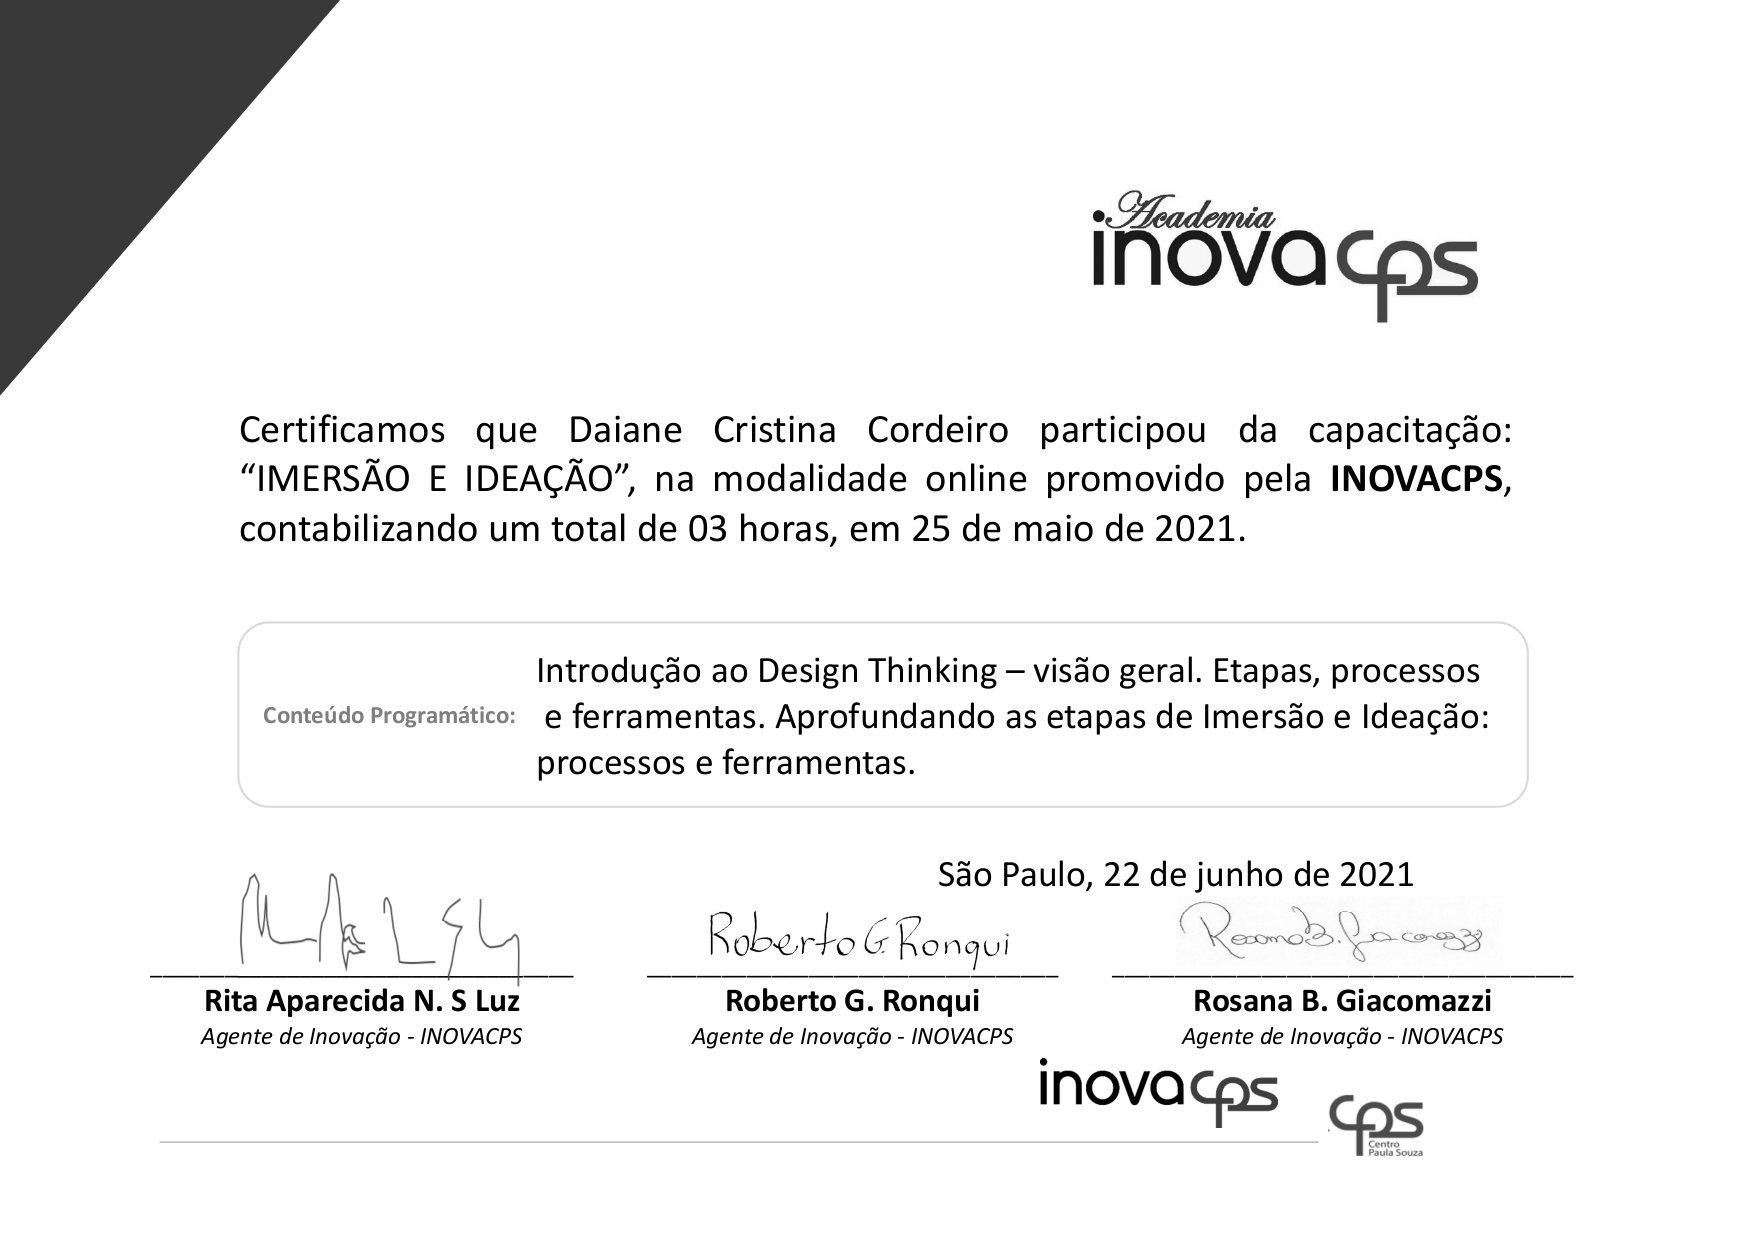 Academia
inova cps
Certificamos que Daiane Cristina Cordeiro participou da capacitação:
“IMERSÃO E IDEAÇÃO”, na modalidade online promovido pela INOVACPS,
contabilizando um total de 03 horas, em 25 de maio de 2021.
Conteúdo Programático:
Introdução ao Design Thinking – visão geral. Etapas, processos
e ferramentas. Aprofundando as etapas de Imersão e Ideação:
processos e ferramentas.
São Paulo, 22 de junho de 2021
Roberto G. Ronqui
Rosana B. Giacomazzi
Rita Aparecida N. S Luz
Roberto G. Ronqui
Rosana B. Giacomazzi
Agente de Inovação - INOVACPS
Agente de Inovação - INOVACPS
Agente de Inovação - INOVACPS
inova cps
cps
Centro
Paula Souza